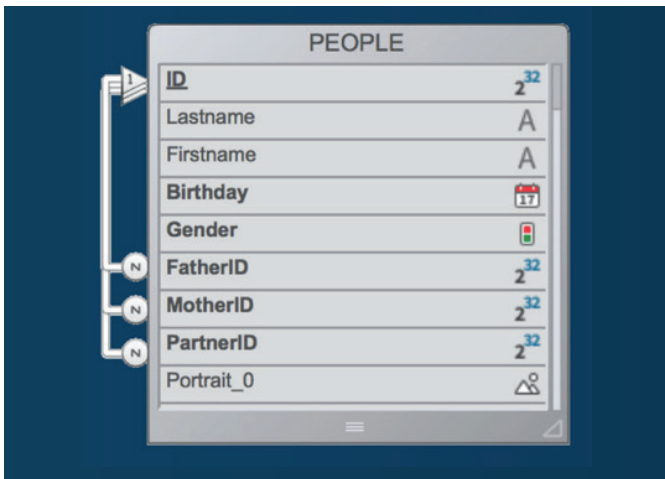 PEOPLE
1 ID 2³²
Lastname A
Firstname A
Birthday 17
Gender
N FatherID 2³²
N MotherID 2³²
N PartnerID 2³²
Portrait_0